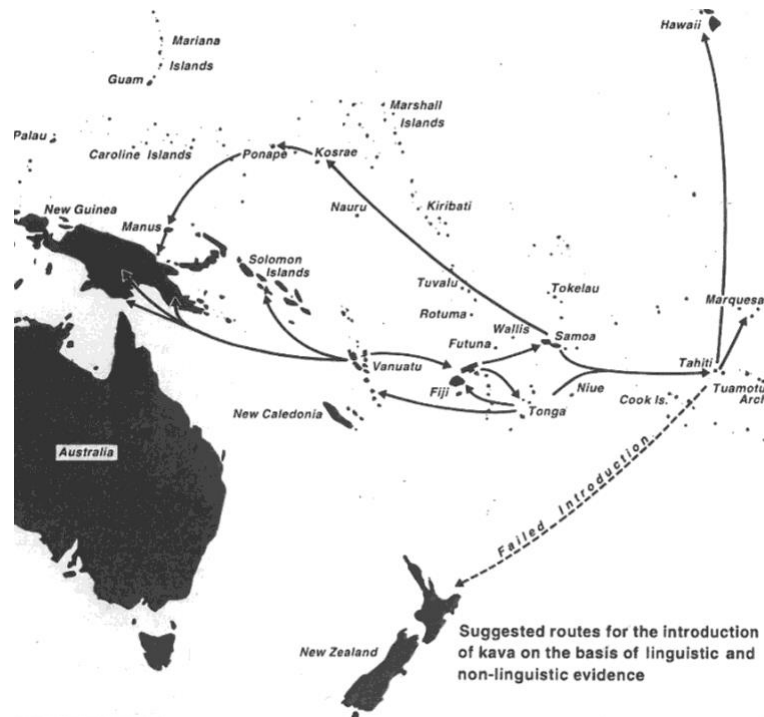 Hawaii
Mariana
Islands
Guam
Marshall
Islands
Palau
Caroline Islands
Ponape
Kosrae
New Guinea
Manus
Nauru
Kiribati
Solomon
Islands
Tuvalu
Tokelau
Rotuma
Marquesa
Wallis
Futuna
Samoa
Vanuatu
Tahiti
Fiji
Niue
Tuamotu
Arch
Cook Is.
Tonga
New Caledonia
Australia
Failed Introduction
New Zealand
Suggested routes for the introduction
of kava on the basis of linguistic and
non-linguistic evidence